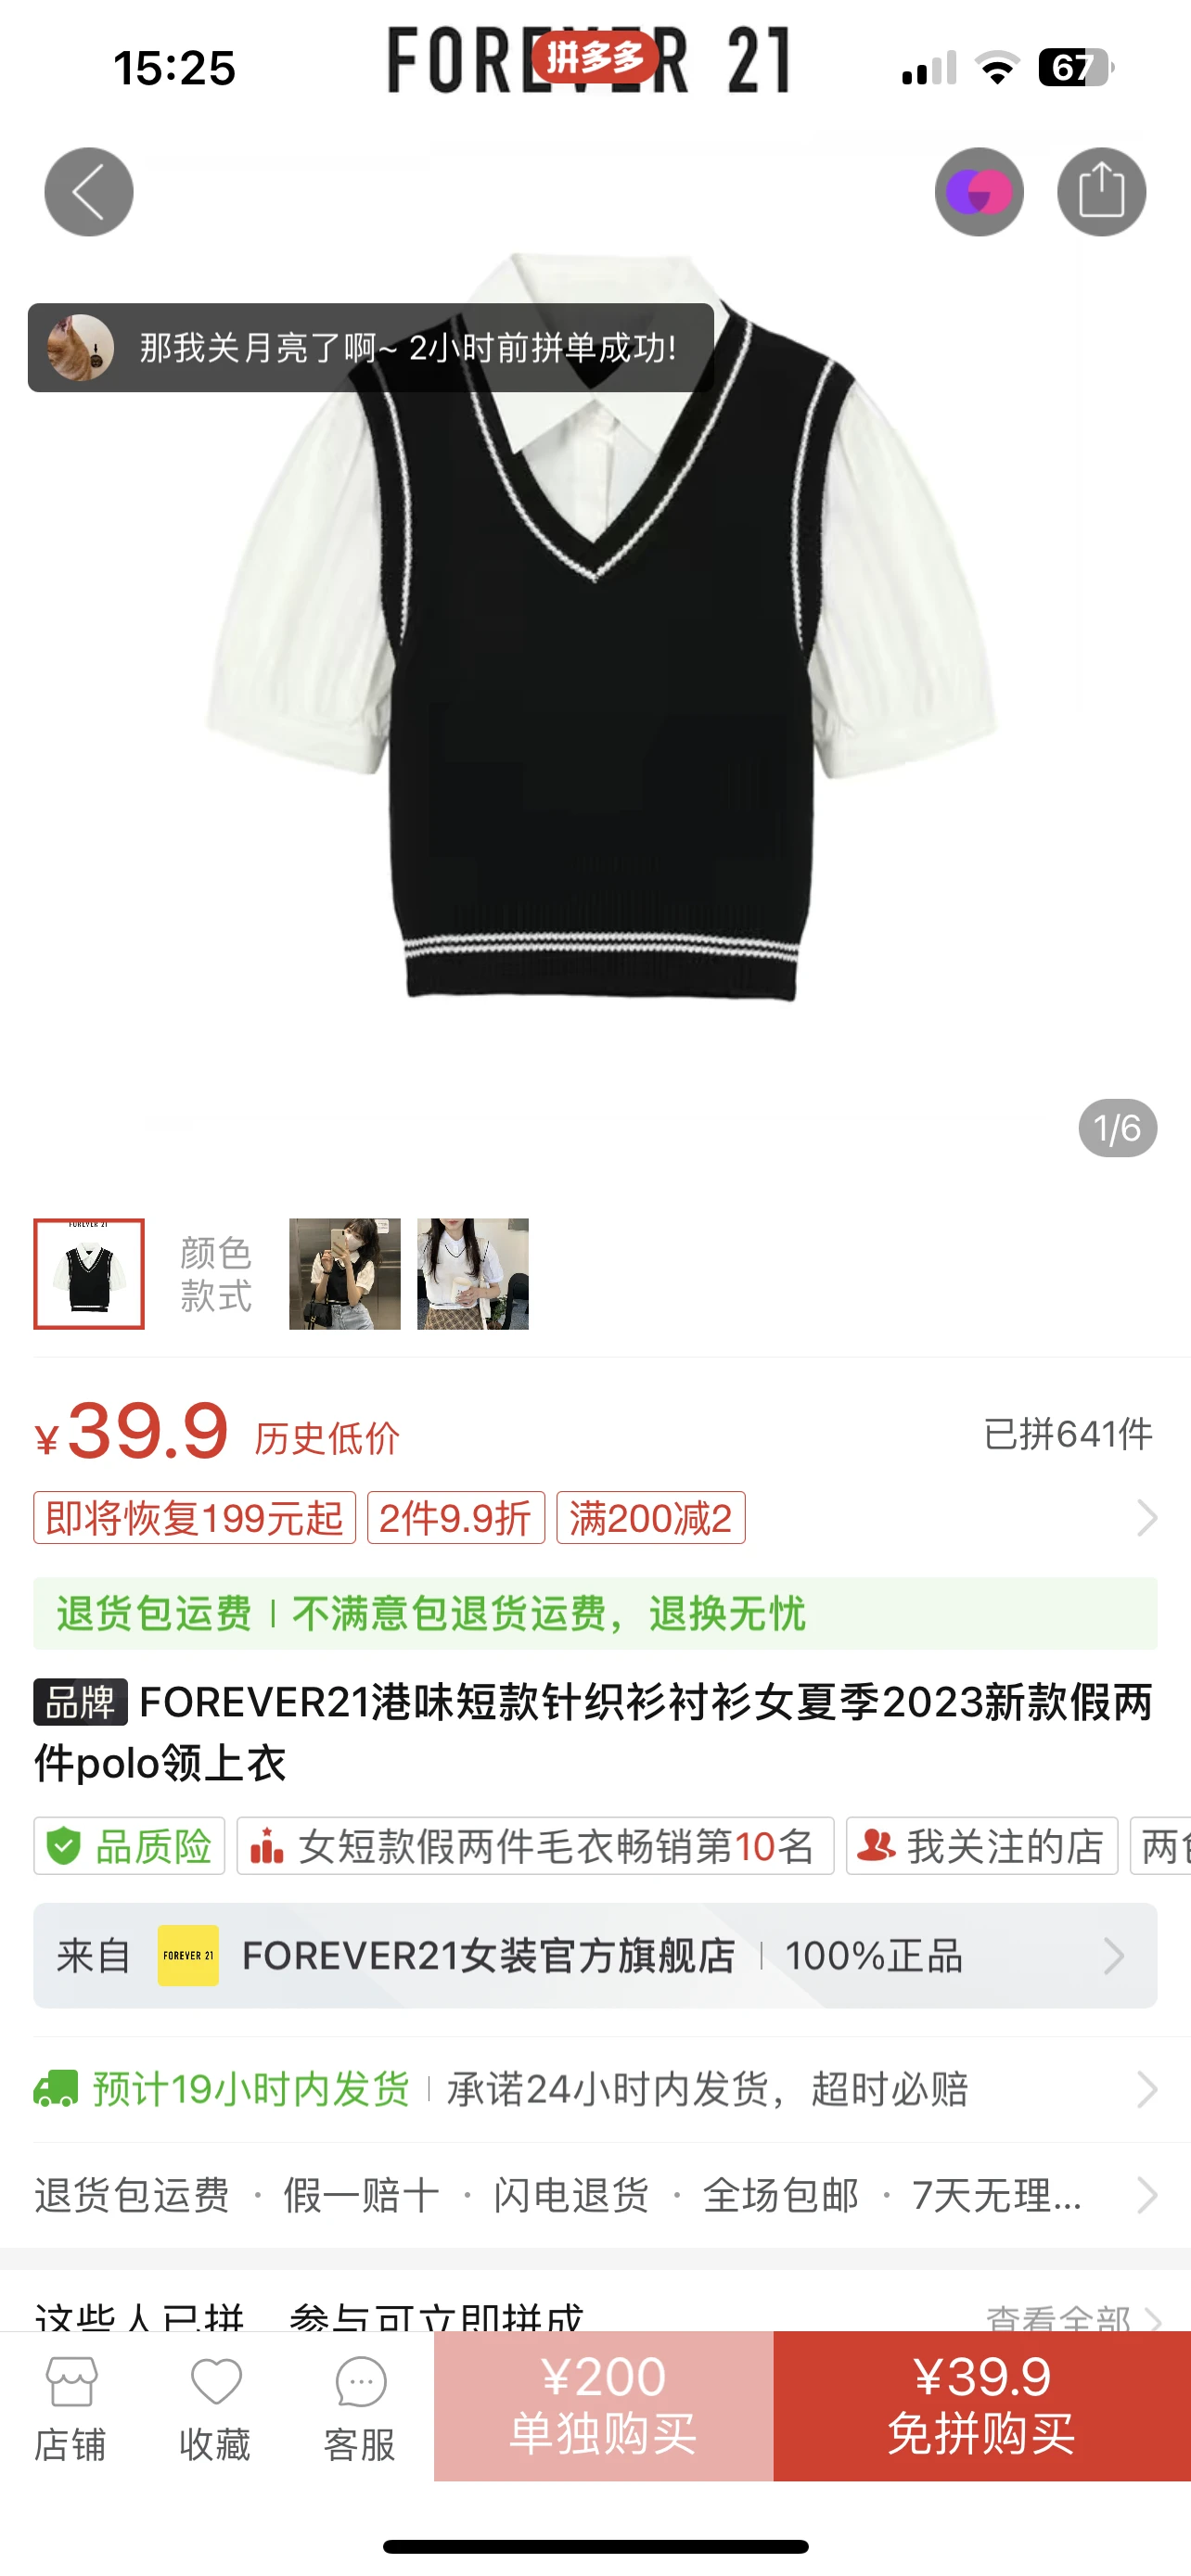 15:25
FOREVER 21
拼多多
67
那我关月亮了啊~ 2小时前拼单成功!
1/6
FOREVER 21
颜色
款式
¥39.9 历史低价
已拼641件
即将恢复199元起
2件9.9折
满200减2
退货包运费 | 不满意包退货运费，退换无忧
品牌 FOREVER21港味短款针织衫衬衫女夏季2023新款假两
件polo领上衣
品质险
女短款假两件毛衣畅销第10名
我关注的店
两
来自 FOREVER 21 FOREVER21女装官方旗舰店 | 100%正品
预计19小时内发货 | 承诺24小时内发货，超时必赔
退货包运费 · 假一赔十 · 闪电退货 · 全场包邮 · 7天无理...
这些人已拼 参与可立即拼成
查看全部
店铺
收藏
客服
¥200
单独购买
¥39.9
免拼购买